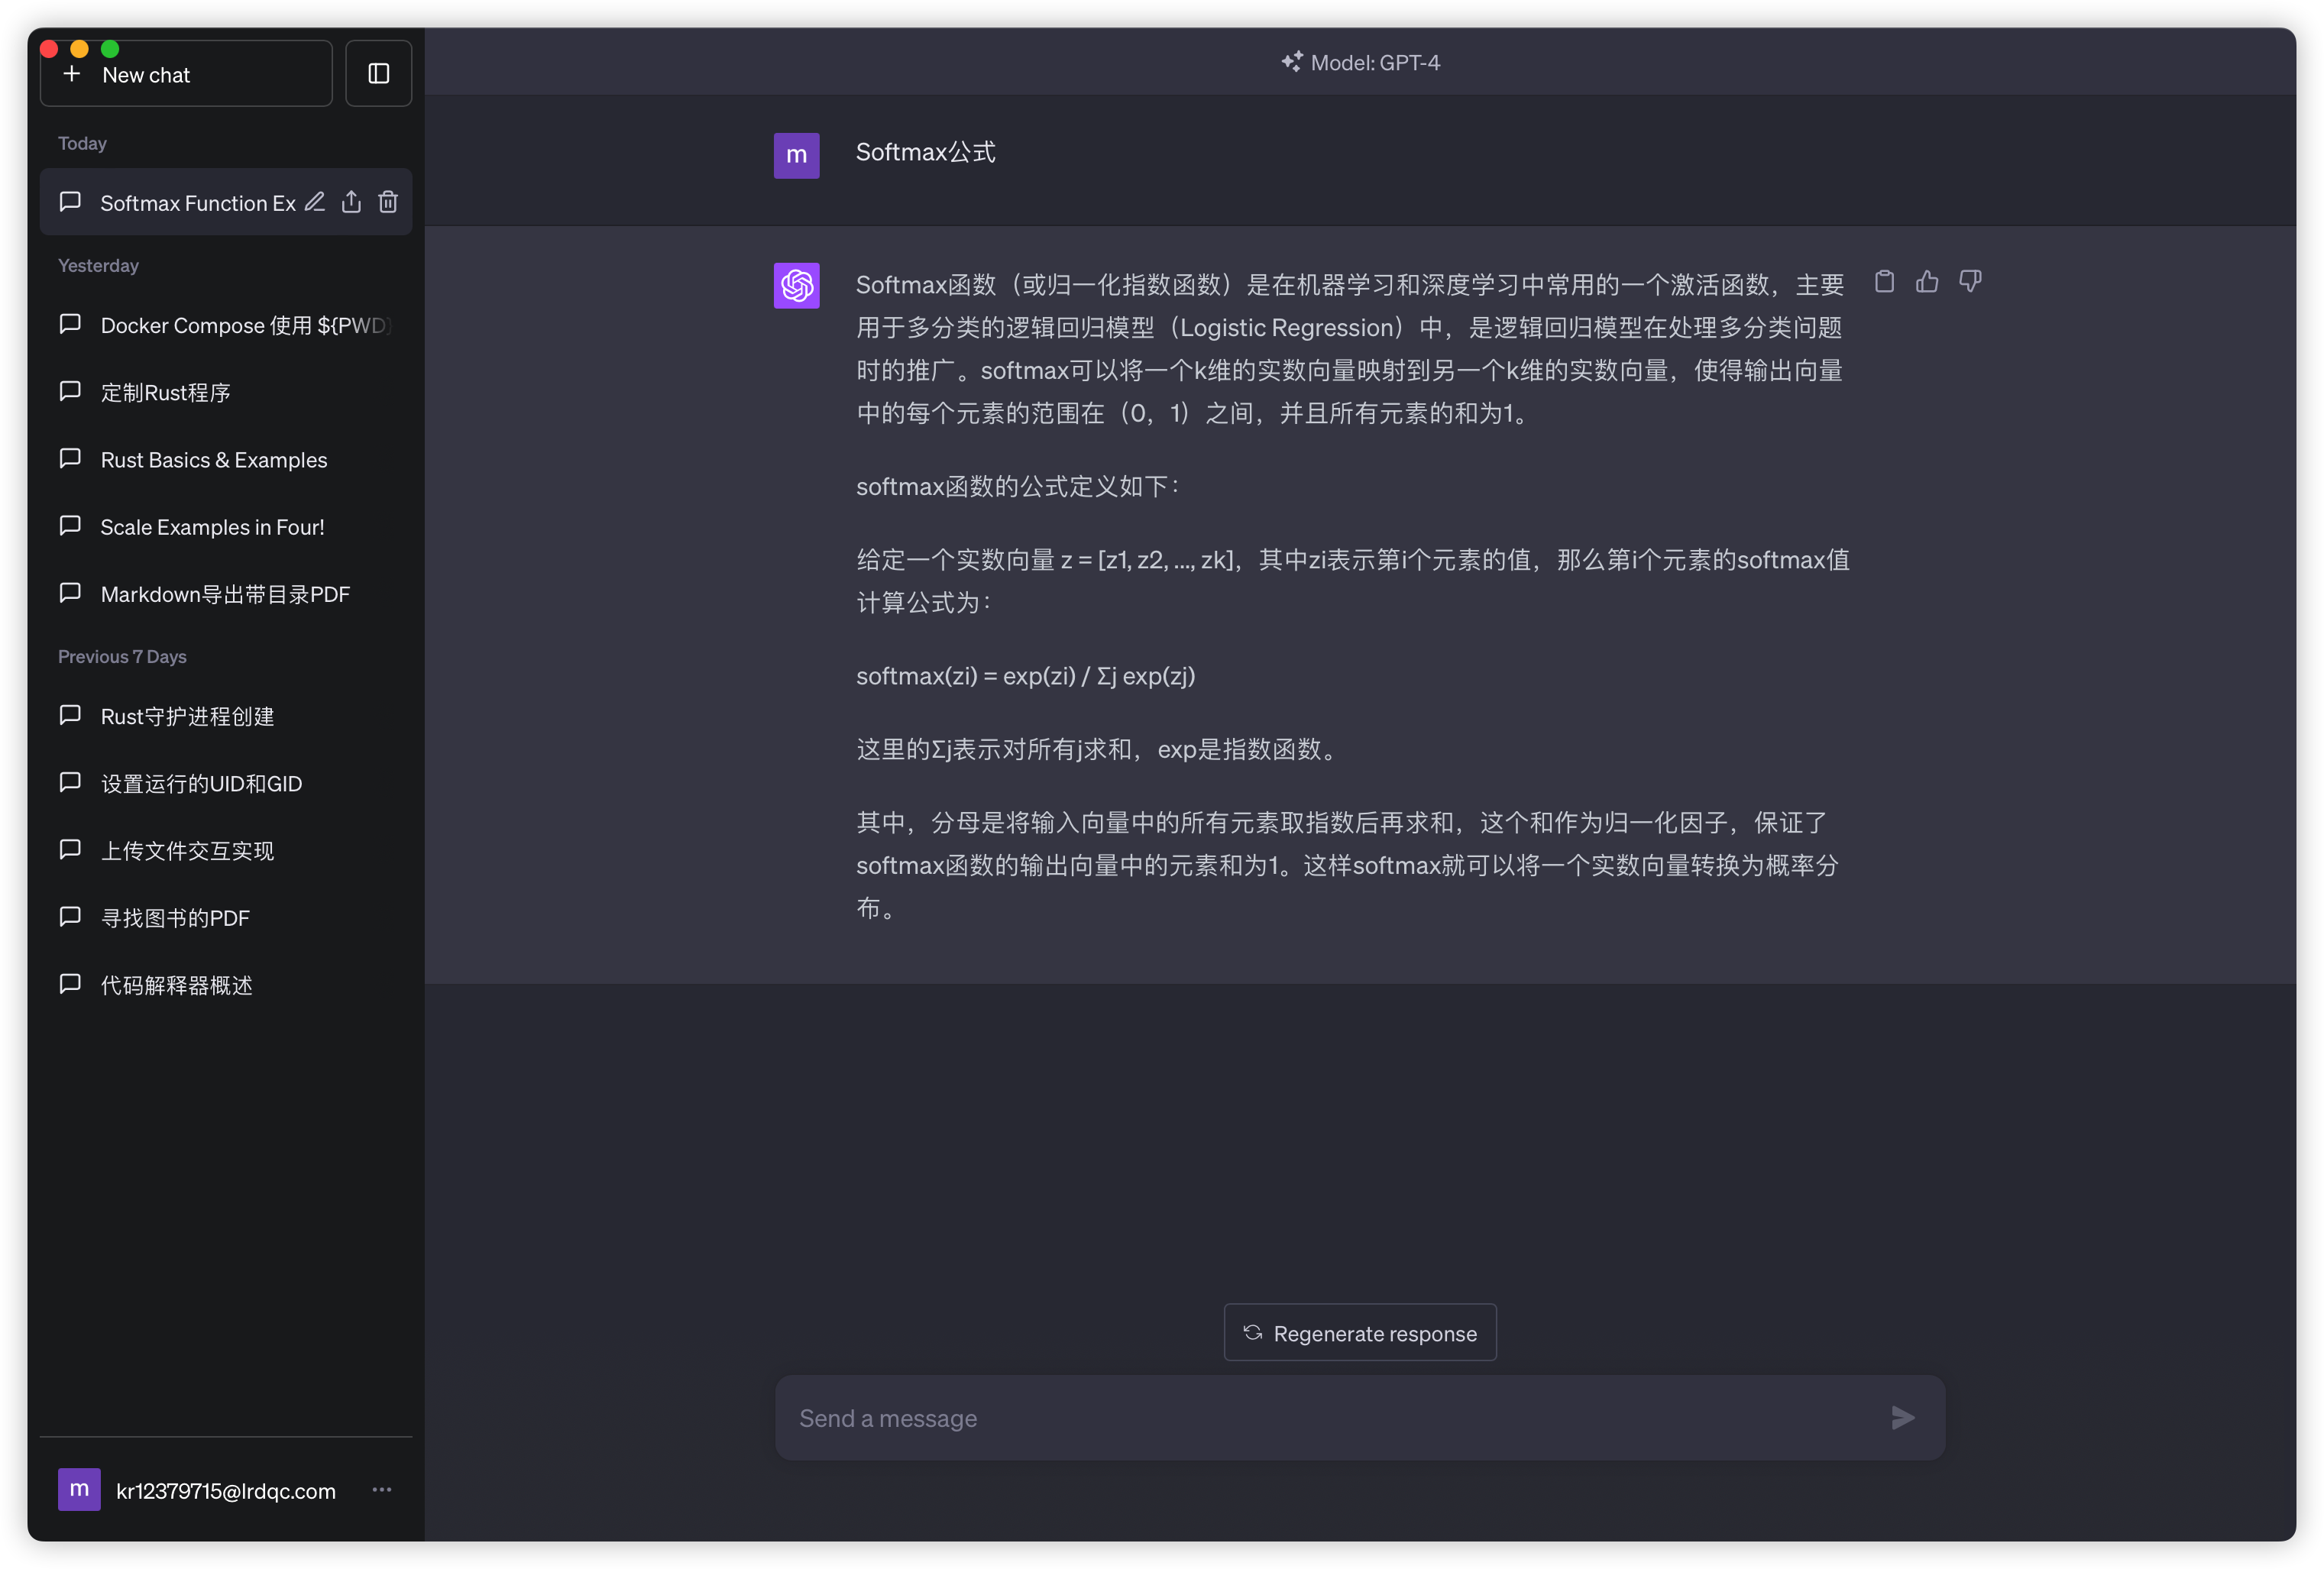 New chat
Today
Softmax Function Ex
Yesterday
Docker Compose 使用 ${PWD}
定制Rust程序
Rust Basics & Examples
Scale Examples in Four!
Markdown导出带目录PDF
Previous 7 Days
Rust守护进程创建
设置运行的UID和GID
上传文件交互实现
寻找图书的PDF
代码解释器概述
m
kr12379715@lrdqc.com
Model: GPT-4
m
Softmax公式
Softmax函数（或归一化指数函数）是在机器学习和深度学习中常用的一个激活函数，主要
用于多分类的逻辑回归模型（Logistic Regression）中，是逻辑回归模型在处理多分类问题
时的推广。softmax可以将一个k维的实数向量映射到另一个k维的实数向量，使得输出向量
中的每个元素的范围在（0，1）之间，并且所有元素的和为1。
softmax函数的公式定义如下：
给定一个实数向量 z = [z1, z2, ..., zk]，其中zi表示第i个元素的值，那么第i个元素的softmax值
计算公式为：
softmax(zi) = exp(zi) / Σj exp(zj)
这里的Σj表示对所有j求和，exp是指数函数。
其中，分母是将输入向量中的所有元素取指数后再求和，这个和作为归一化因子，保证了
softmax函数的输出向量中的元素和为1。这样softmax就可以将一个实数向量转换为概率分
布。
Regenerate response
Send a message